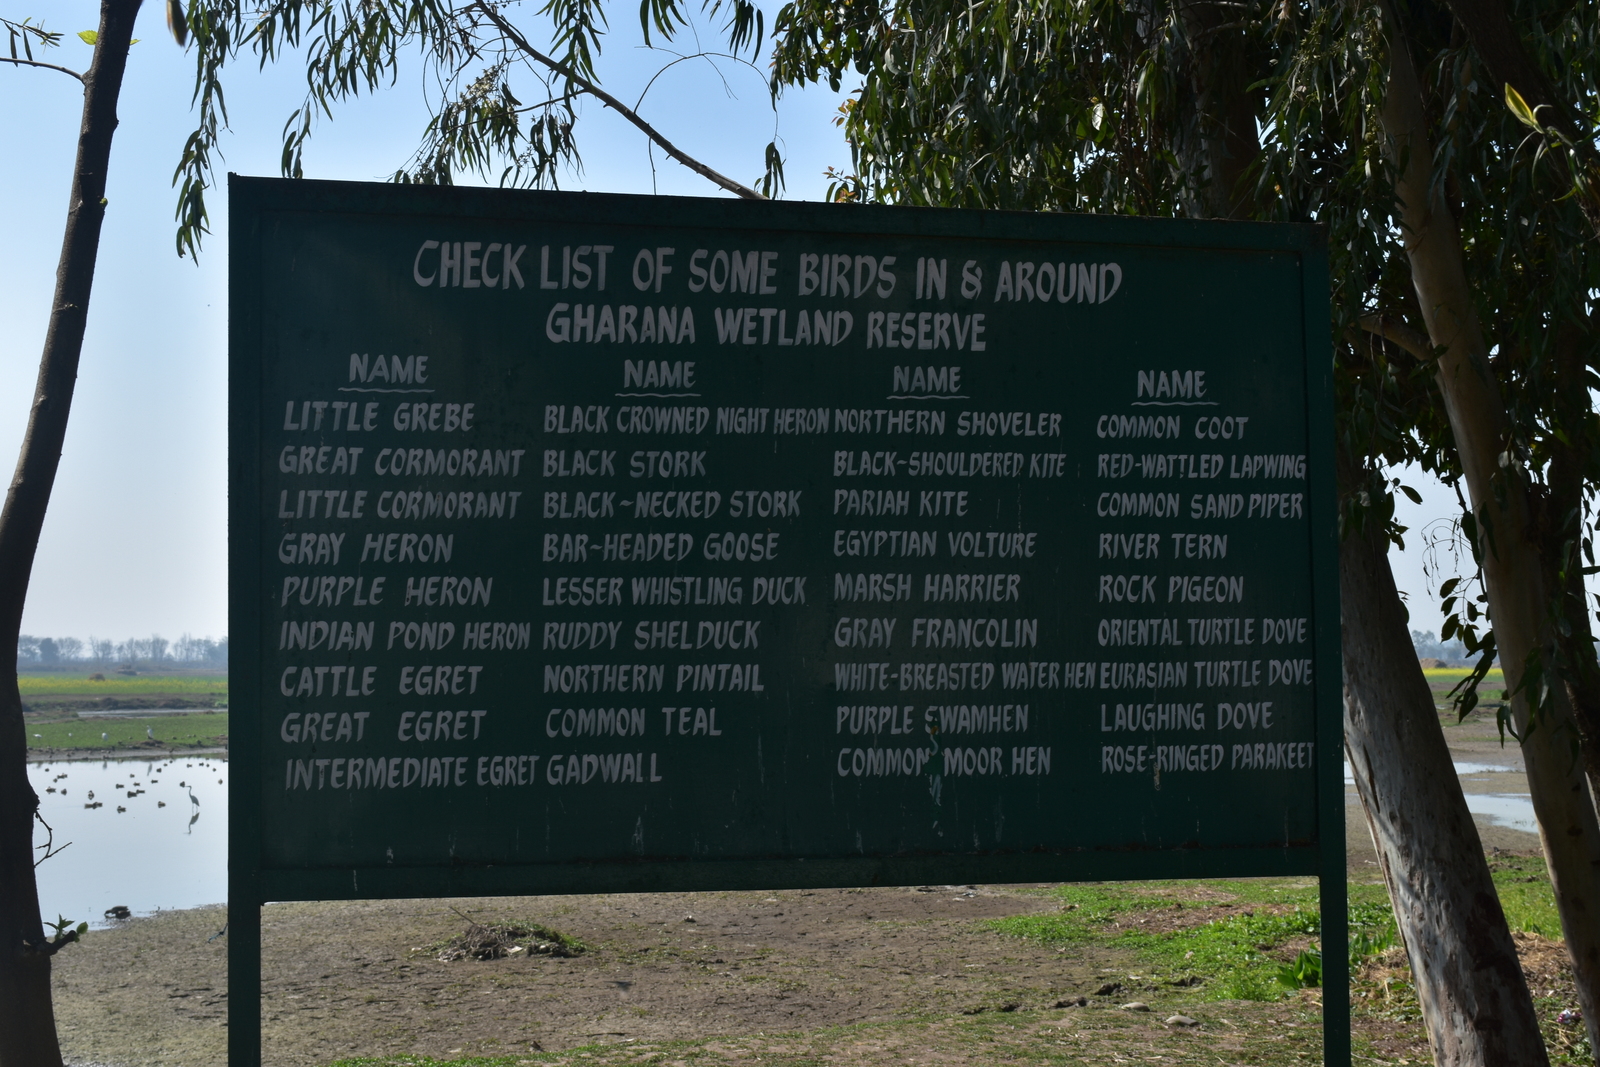 CHECK LIST OF SOME BIRDS IN & AROUND
GHARANA WETLAND RESERVE
NAME NAME NAME NAME
LITTLE GREBE BLACK CROWNED NIGHT HERON NORTHERN SHOVELER COMMON COOT
GREAT CORMORANT BLACK STORK BLACK-SHOULDERED KITE RED-WATTLED LAPWING
LITTLE CORMORANT BLACK-NECKED STORK PARIAH KITE COMMON SAND PIPER
GRAY HERON BAR-HEADED GOOSE EGYPTIAN VOLTURE RIVER TERN
PURPLE HERON LESSER WHISTLING DUCK MARSH HARRIER ROCK PIGEON
INDIAN POND HERON RUDDY SHELDUCK GRAY FRANCOLIN ORIENTAL TURTLE DOVE
CATTLE EGRET NORTHERN PINTAIL WHITE-BREASTED WATER HEN EURASIAN TURTLE DOVE
GREAT EGRET COMMON TEAL PURPLE SWAMHEN LAUGHING DOVE
INTERMEDIATE EGRET GADWALL COMMON MOOR HEN ROSE-RINGED PARAKEET